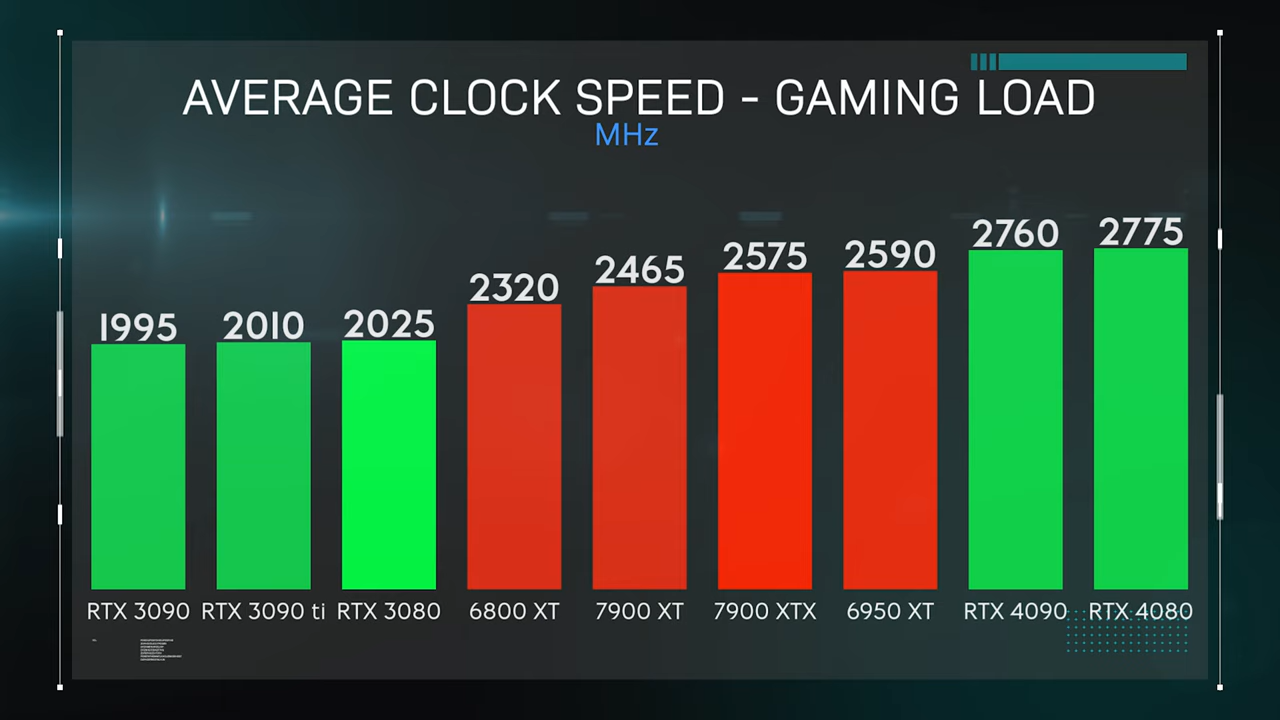 AVERAGE CLOCK SPEED - GAMING LOAD
MHz
1995 2010 2025 2320 2465 2575 2590 2760 2775
RTX 3090 RTX 3090 ti RTX 3080 6800 XT 7900 XT 7900 XTX 6950 XT RTX 4090 RTX 4080